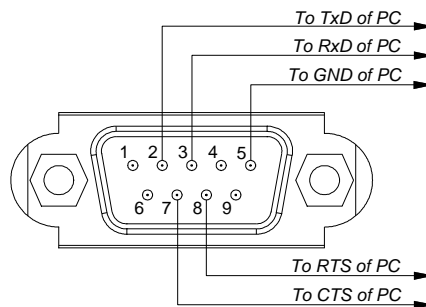 To TxD of PC
To RxD of PC
To GND of PC
1 2 3 4 5
6 7 8 9
To RTS of PC
To CTS of PC